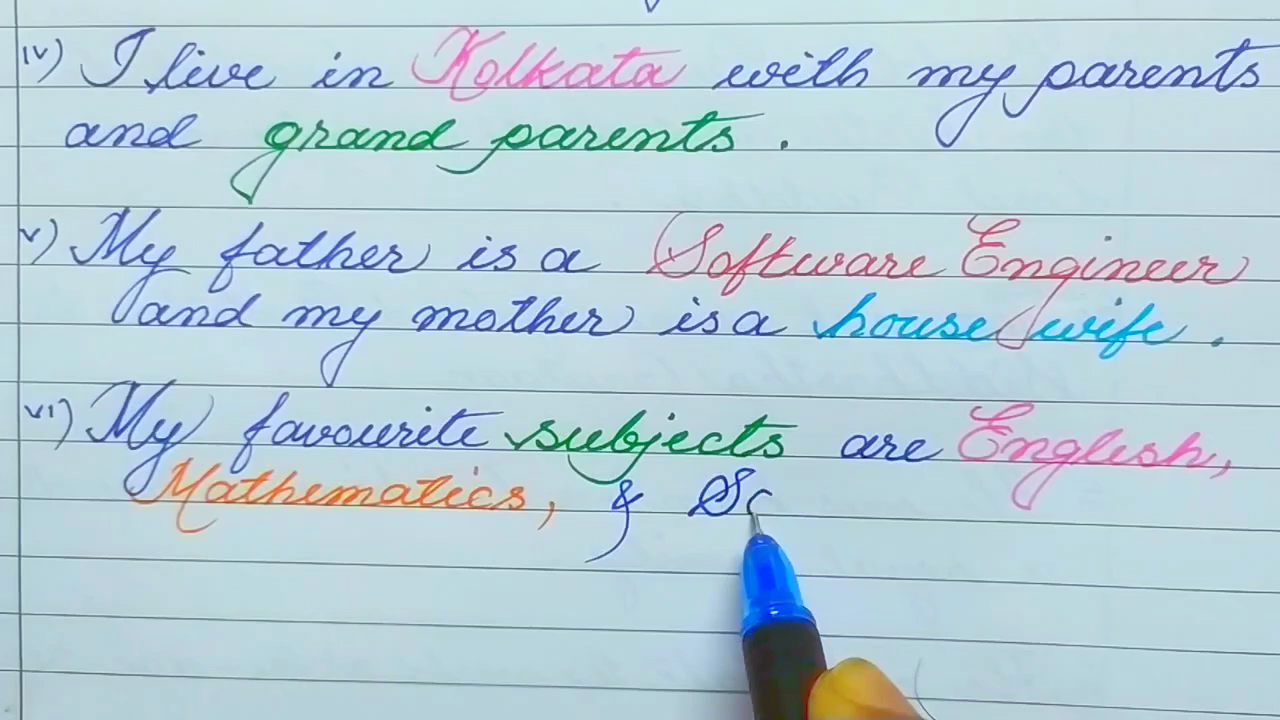 iv) I live in Kolkata with my parents
and grand parents.
v) My father is a Software Engineer
and my mother is a house wife.
vi) My favourite subjects are English,
Mathematics, & Sc